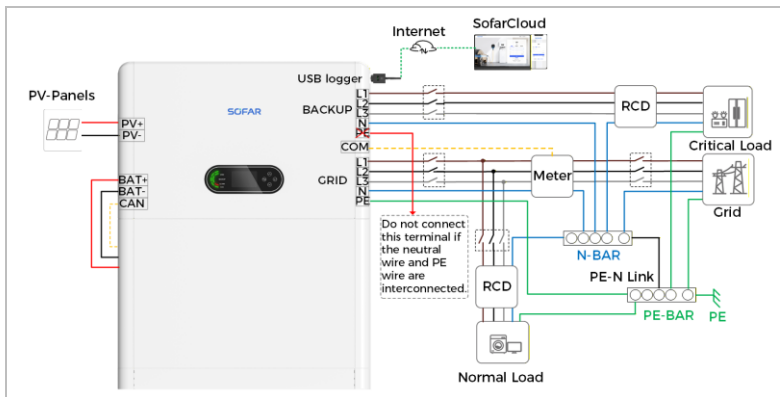 SofarCloud
Internet
USB logger
PV-Panels
SOFAR
PV+
PV-
BACKUP
L1
L2
L3
N
PE
RCD
Critical Load
COM
BAT+
BAT-
CAN
GRID
L1
L2
L3
N
PE
Meter
Grid
Do not connect
this terminal if
the neutral
wire and PE
wire are
interconnected.
N-BAR
PE-N Link
RCD
PE-BAR
PE
Normal Load